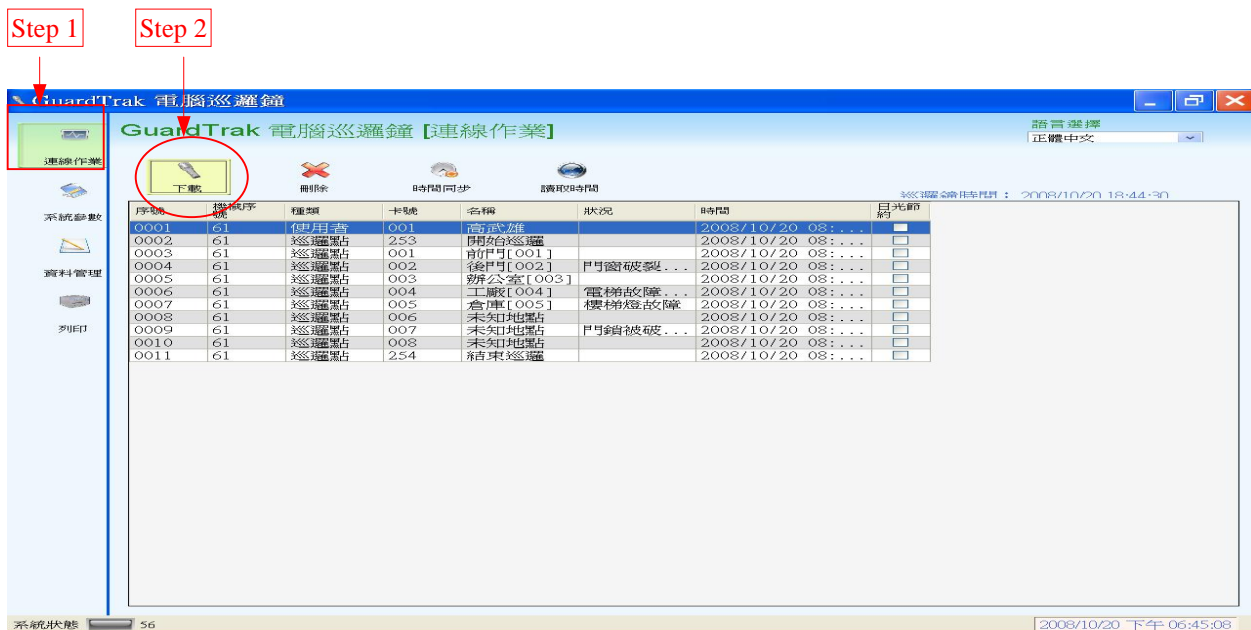 Step 1
Step 2
GuardTrak 電腦巡邏鐘
GuardTrak 電腦巡邏鐘 [連線作業]
語言選擇
正體中文
連線作業
系統參數
資料管理
列印
下載
刪除
時間同步
讀取時間
巡邏鐘時間： 2008/10/20 18:44:30
序號 機械序號 種類 卡號 名稱 狀況 時間 日光節約
0001 61 使用者 001 高武雄 2008/10/20 08:...
0002 61 巡邏點 253 開始巡邏 2008/10/20 08:...
0003 61 巡邏點 001 前門[001] 2008/10/20 08:...
0004 61 巡邏點 002 後門[002] 門窗破裂... 2008/10/20 08:...
0005 61 巡邏點 003 辦公室[003] 2008/10/20 08:...
0006 61 巡邏點 004 工廠[004] 電梯故障... 2008/10/20 08:...
0007 61 巡邏點 005 倉庫[005] 樓梯燈故障 2008/10/20 08:...
0008 61 巡邏點 006 未知地點 2008/10/20 08:...
0009 61 巡邏點 007 未知地點 門鎖被破... 2008/10/20 08:...
0010 61 巡邏點 008 未知地點 2008/10/20 08:...
0011 61 巡邏點 254 結束巡邏 2008/10/20 08:...
系統狀態 56
2008/10/20 下午 06:45:08